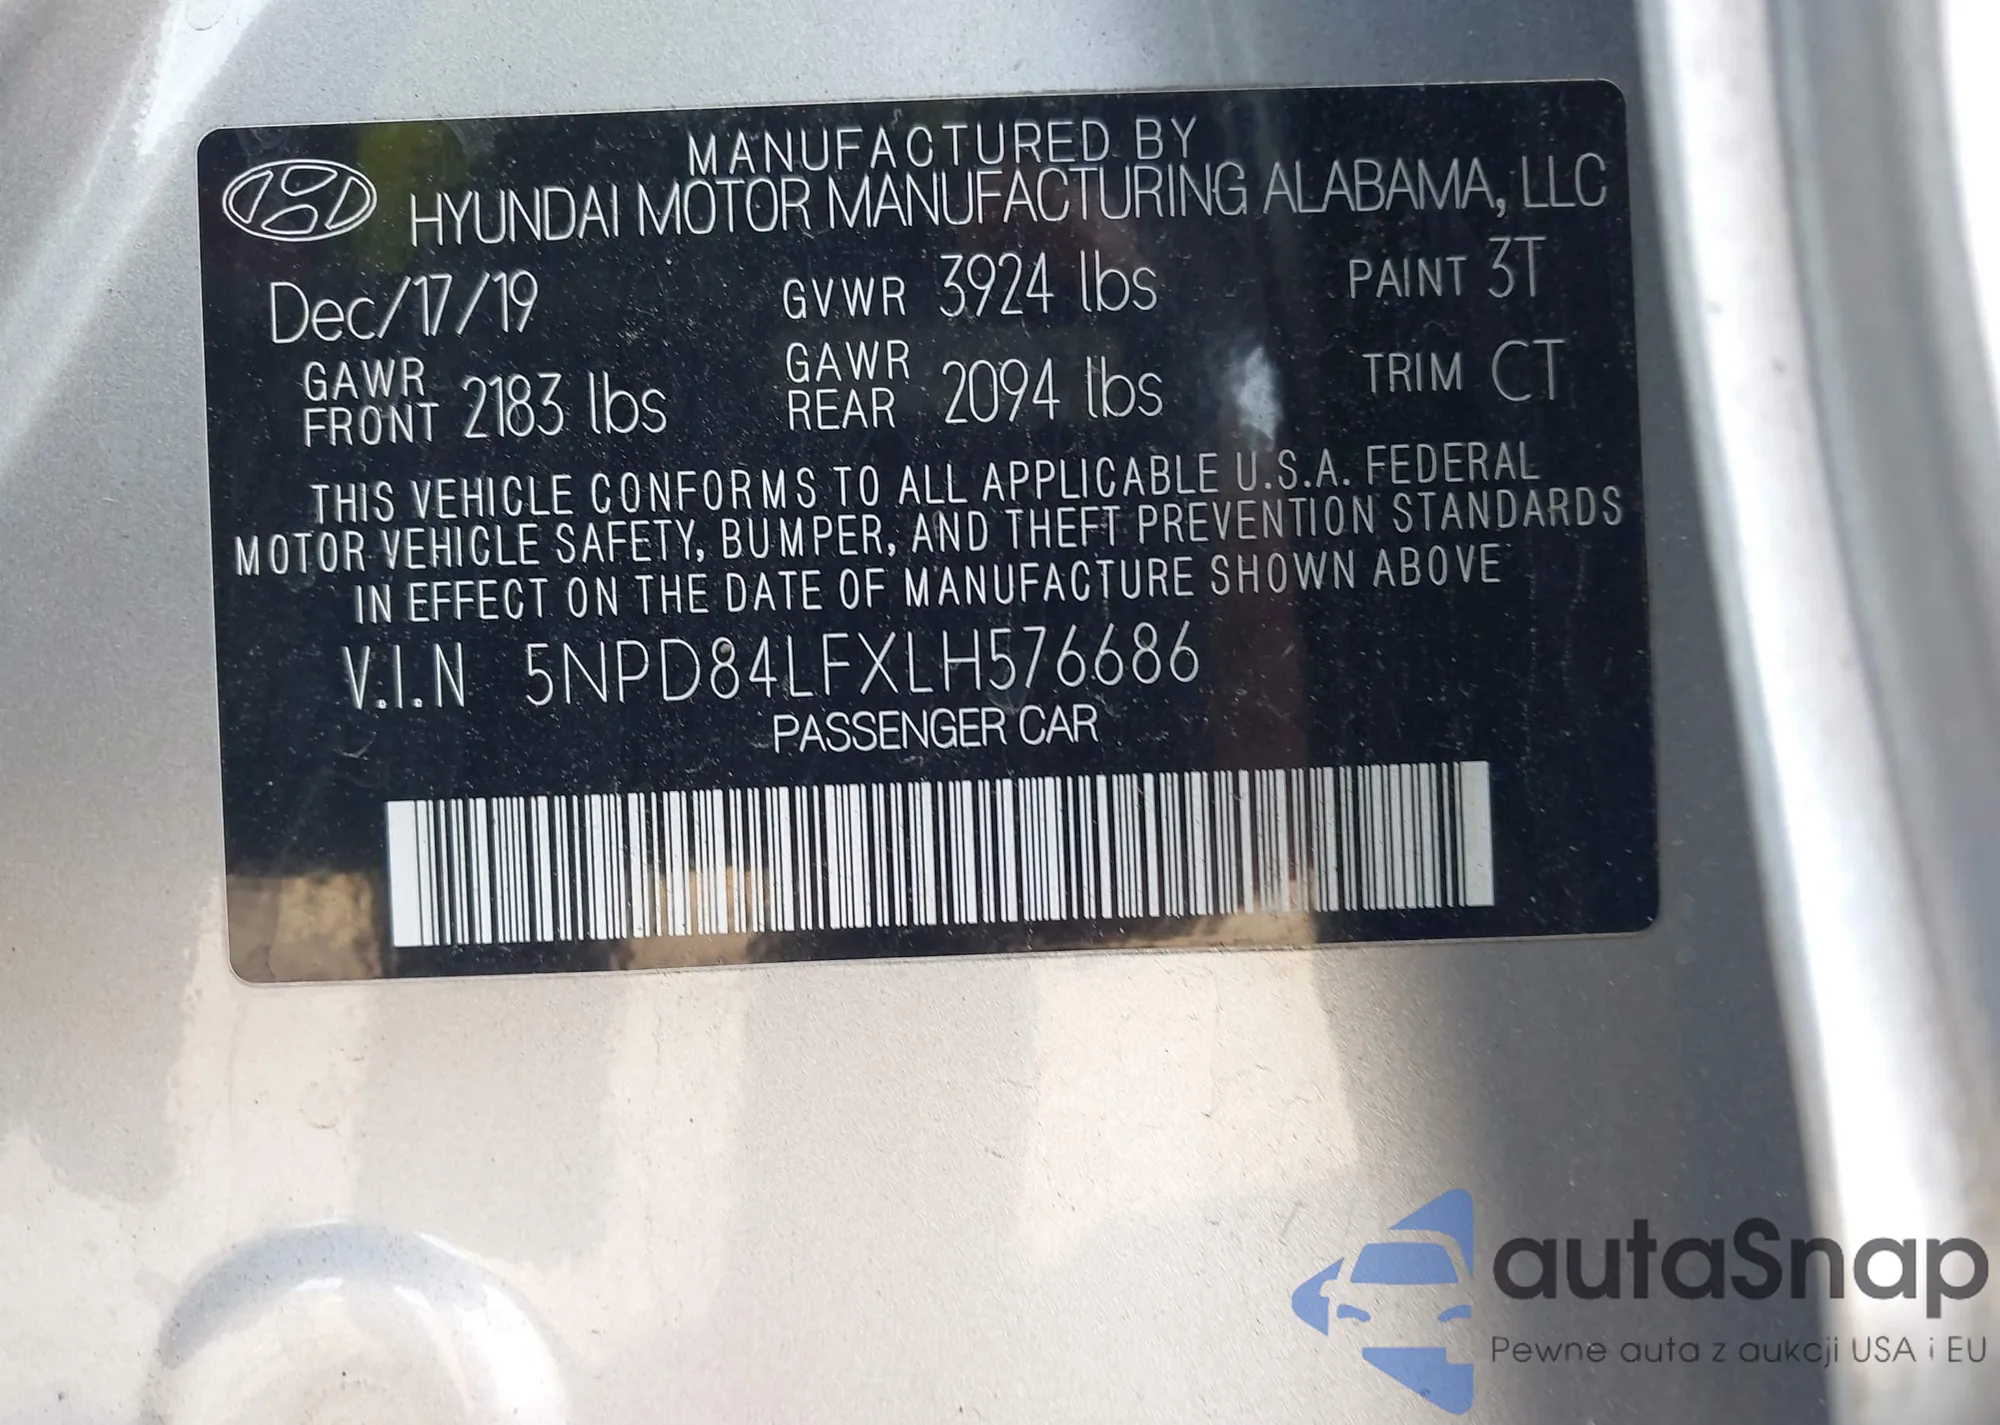 MANUFACTURED BY
HYUNDAI MOTOR MANUFACTURING ALABAMA, LLC
Dec/17/19 GVWR 3924 lbs PAINT 3T
GAWR FRONT 2183 lbs GAWR REAR 2094 lbs TRIM CT
THIS VEHICLE CONFORMS TO ALL APPLICABLE U.S.A. FEDERAL
MOTOR VEHICLE SAFETY, BUMPER, AND THEFT PREVENTION STANDARDS
IN EFFECT ON THE DATE OF MANUFACTURE SHOWN ABOVE
V.I.N 5NPD84LFXLH576686
PASSENGER CAR
autaSnap
Pewne auta z aukcji USA i EU